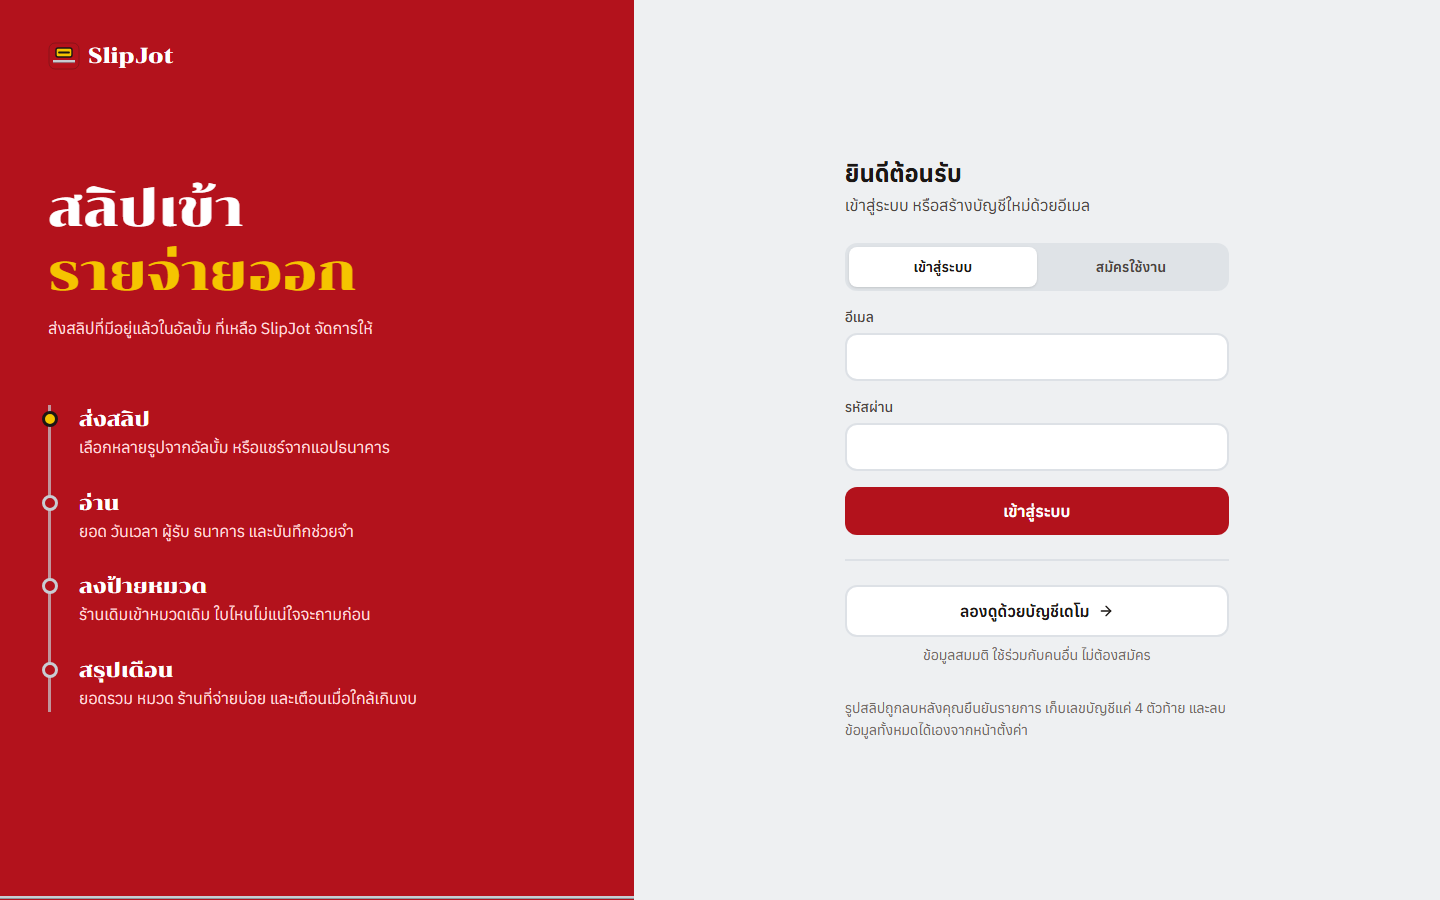 SlipJot
สลิปเข้า
รายจ่ายออก
ส่งสลิปที่มีอยู่แล้วในอัลบั้ม ที่เหลือ SlipJot จัดการให้
ส่งสลิป
เลือกหลายรูปจากอัลบั้ม หรือแชร์จากแอปธนาคาร
อ่าน
ยอด วันเวลา ผู้รับ ธนาคาร และบันทึกช่วยจำ
ลงป้ายหมวด
ร้านเดิมเข้าหมวดเดิม ใบไหนไม่แน่ใจจะถามก่อน
สรุปเดือน
ยอดรวม หมวด ร้านที่จ่ายบ่อย และเตือนเมื่อใกล้เกินงบ
ยินดีต้อนรับ
เข้าสู่ระบบ หรือสร้างบัญชีใหม่ด้วยอีเมล
เข้าสู่ระบบ
สมัครใช้งาน
อีเมล
รหัสผ่าน
เข้าสู่ระบบ
ลองดูด้วยบัญชีเดโม →
ข้อมูลสมมติ ใช้ร่วมกับคนอื่น ไม่ต้องสมัคร
รูปสลิปถูกลบหลังคุณยืนยันรายการ เก็บเลขบัญชีแค่ 4 ตัวท้าย และลบ
ข้อมูลทั้งหมดได้เองจากหน้าตั้งค่า